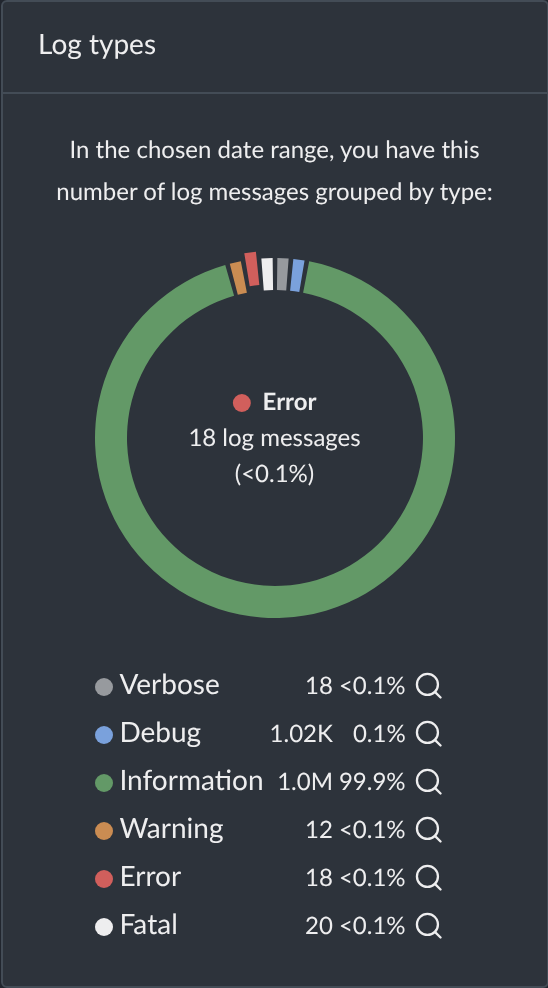 Log types
In the chosen date range, you have this
number of log messages grouped by type:
Error
18 log messages
(<0.1%)
Verbose 18 <0.1%
Debug 1.02K 0.1%
Information 1.0M 99.9%
Warning 12 <0.1%
Error 18 <0.1%
Fatal 20 <0.1%